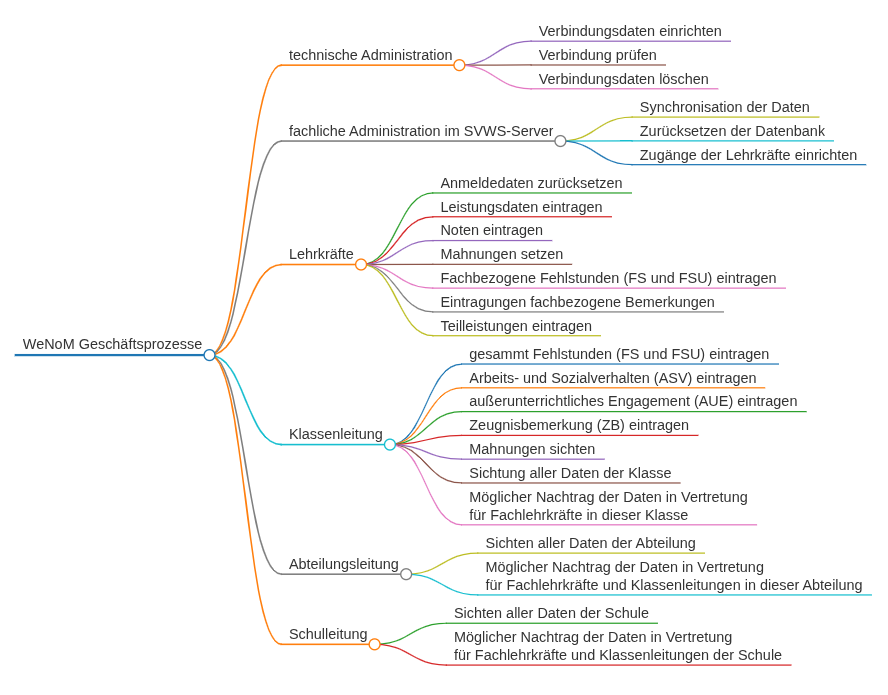 WeNoM Geschäftsprozesse
technische Administration
Verbindungsdaten einrichten
Verbindung prüfen
Verbindungsdaten löschen
fachliche Administration im SVWS-Server
Synchronisation der Daten
Zurücksetzen der Datenbank
Zugänge der Lehrkräfte einrichten
Lehrkräfte
Anmeldedaten zurücksetzen
Leistungsdaten eintragen
Noten eintragen
Mahnungen setzen
Fachbezogene Fehlstunden (FS und FSU) eintragen
Eintragungen fachbezogene Bemerkungen
Teilleistungen eintragen
Klassenleitung
gesammt Fehlstunden (FS und FSU) eintragen
Arbeits- und Sozialverhalten (ASV) eintragen
außerunterrichtliches Engagement (AUE) eintragen
Zeugnisbemerkung (ZB) eintragen
Mahnungen sichten
Sichtung aller Daten der Klasse
Möglicher Nachtrag der Daten in Vertretung
für Fachlehrkräfte in dieser Klasse
Abteilungsleitung
Sichten aller Daten der Abteilung
Möglicher Nachtrag der Daten in Vertretung
für Fachlehrkräfte und Klassenleitungen in dieser Abteilung
Schulleitung
Sichten aller Daten der Schule
Möglicher Nachtrag der Daten in Vertretung
für Fachlehrkräfte und Klassenleitungen der Schule